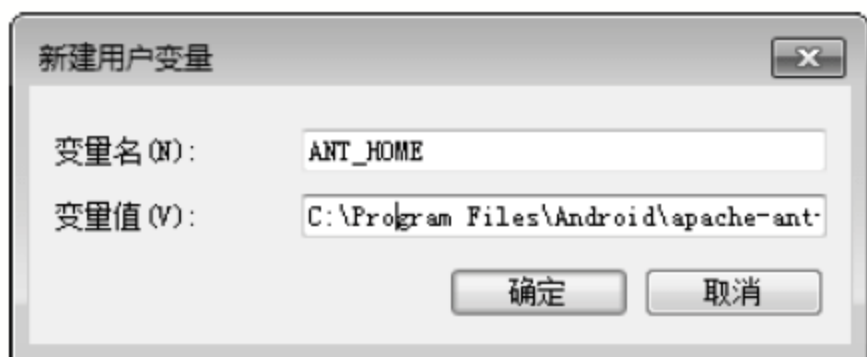 新建用户变量
变量名(N): ANT_HOME
变量值(V): C:\Program Files\Android\apache-ant-
确定 取消